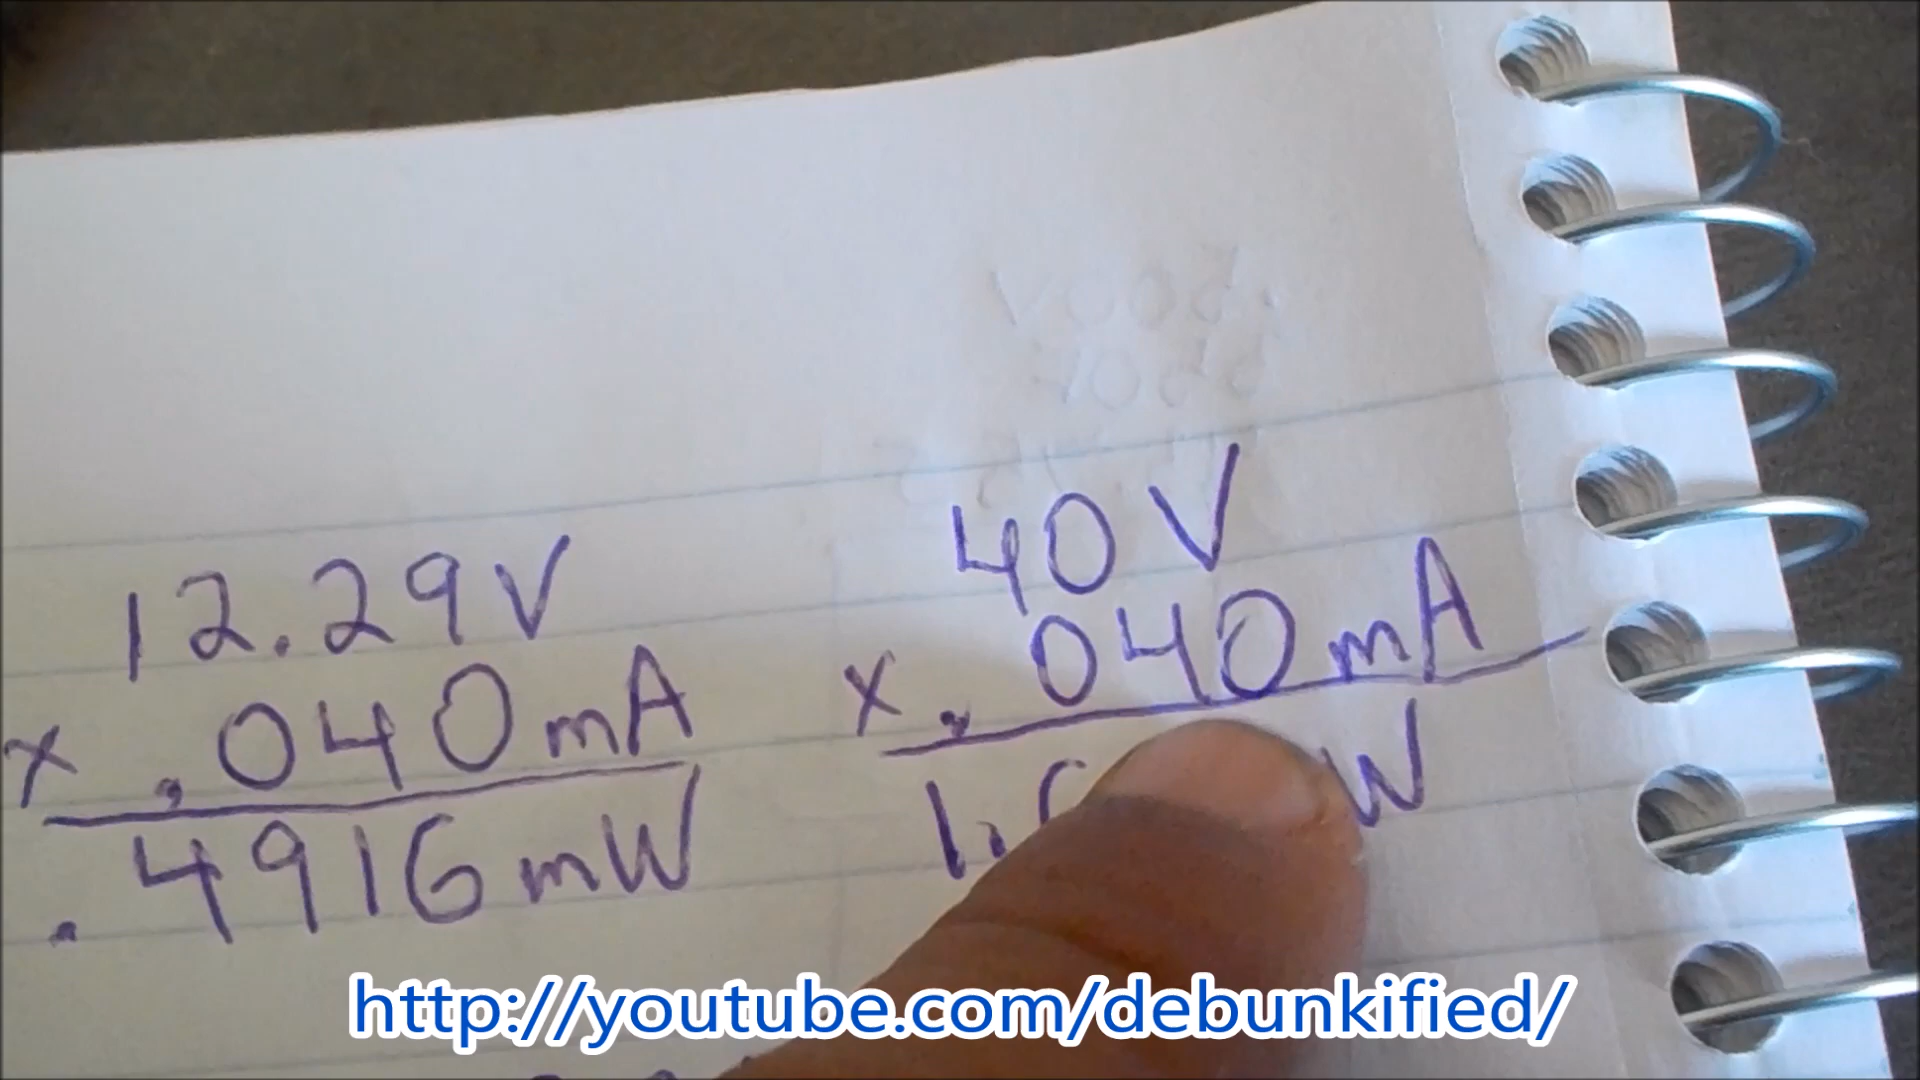 12.29V
x .040mA
.4916mW
40V
x .040mA
W
http://youtube.com/debunkified/